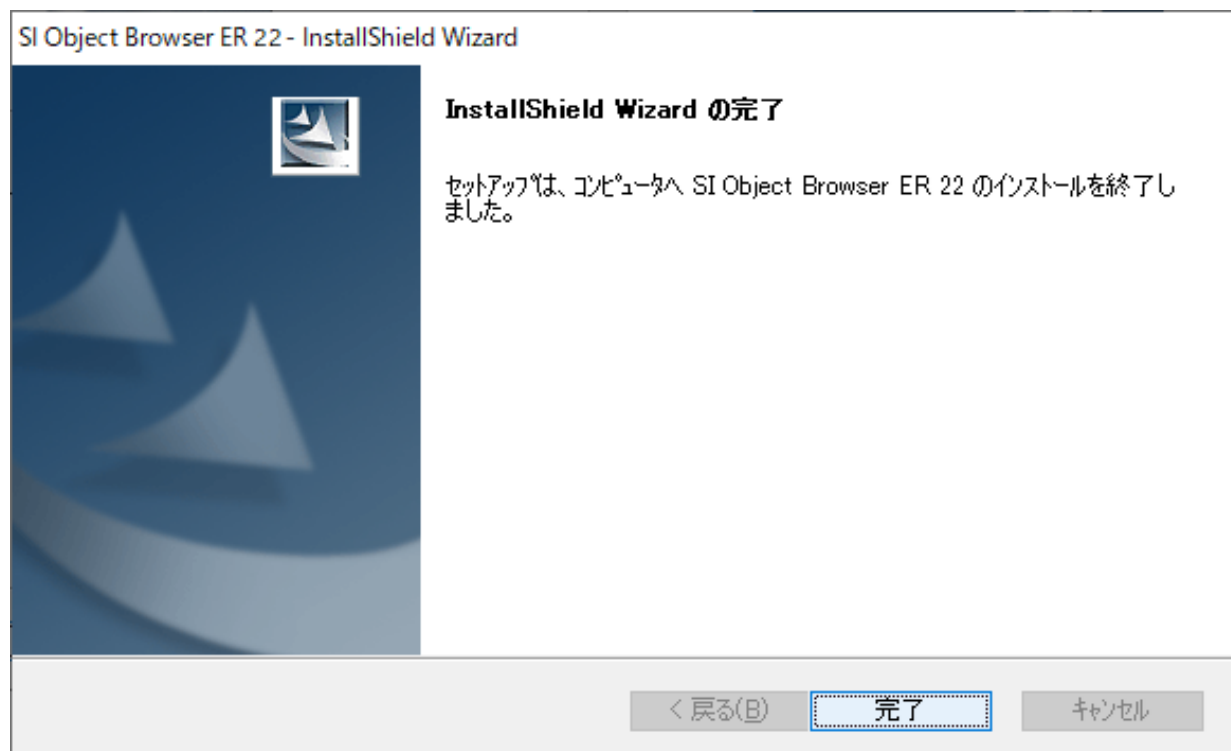 SI Object Browser ER 22 - InstallShield Wizard
InstallShield Wizard の完了
セットアップは、コンピュータへ SI Object Browser ER 22 のインストールを終了し
ました。
< 戻る(B) 完了 キャンセル